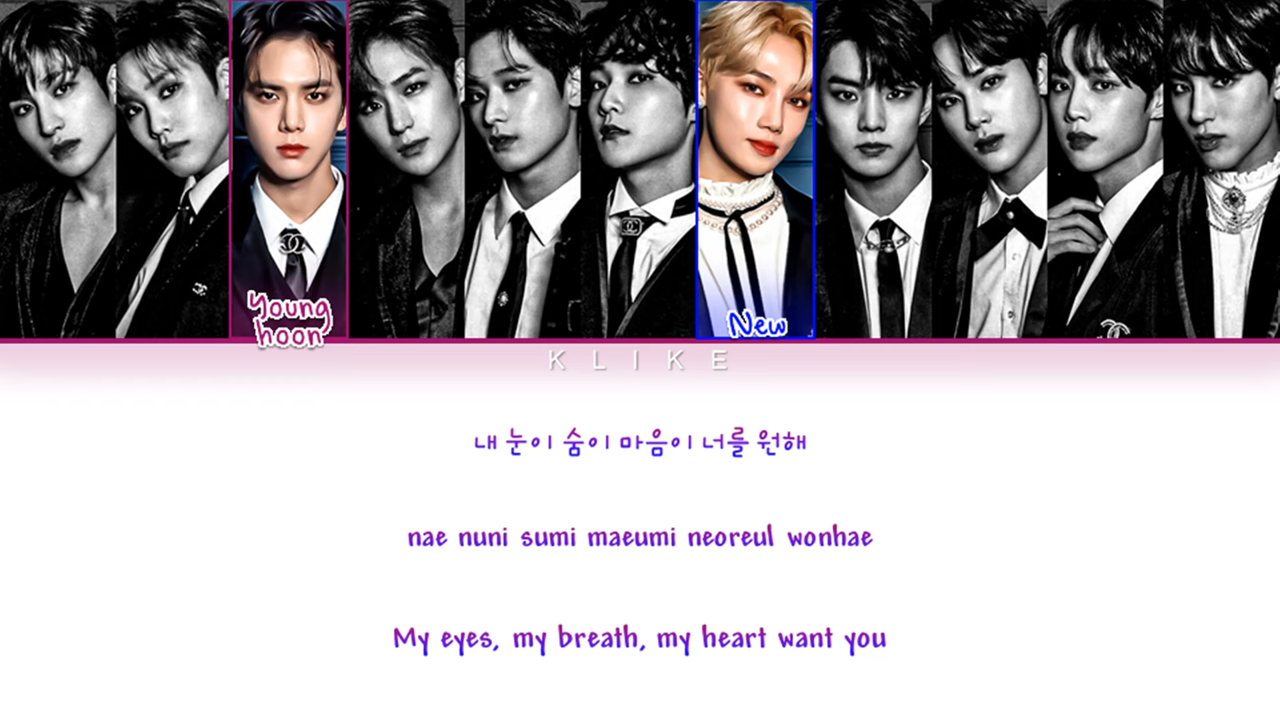 Young
hoon
New
KLIKE
내 눈이 숨이 마음이 너를 원해
nae nuni sumi maeumi neoreul wonhae
My eyes, my breath, my heart want you